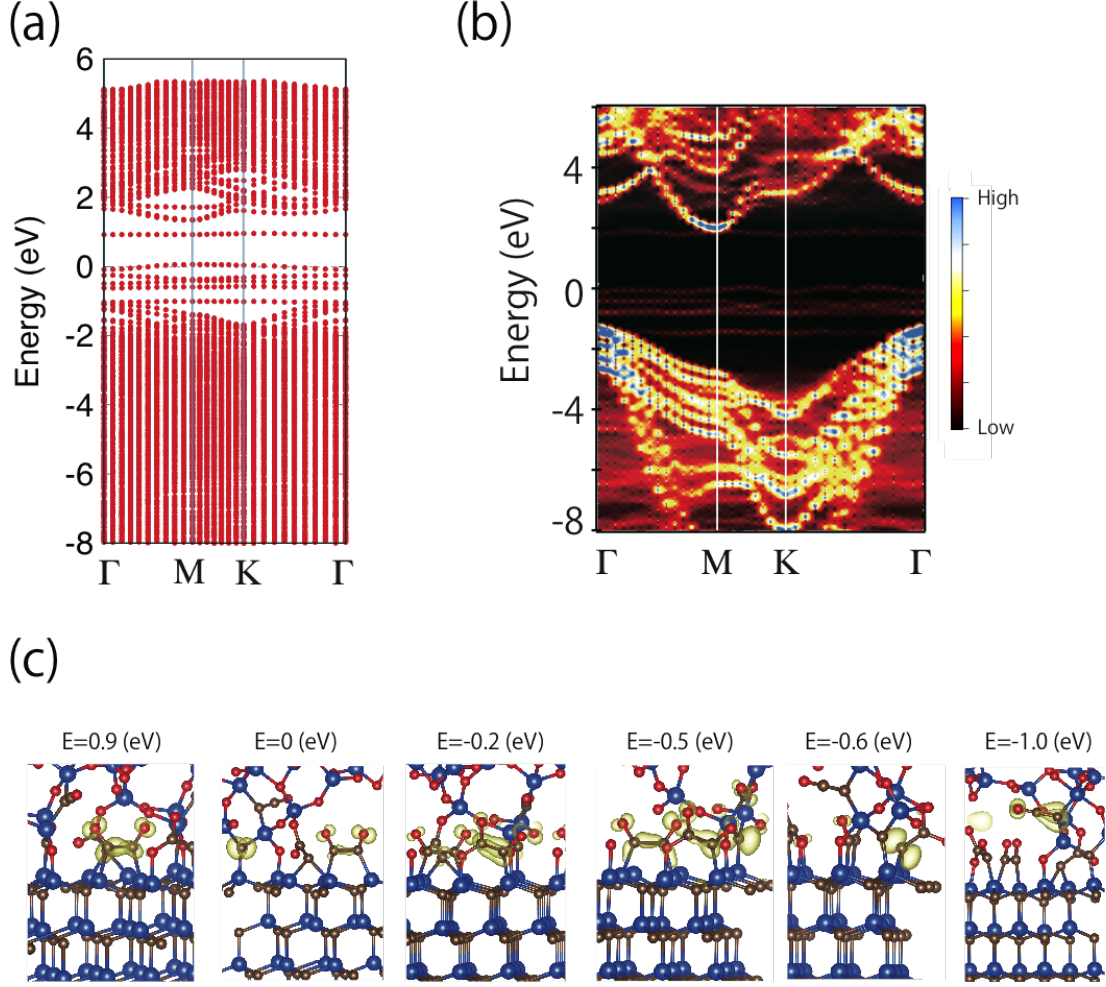 (a)
(b)
6
4
2
0
-2
-4
-6
-8
Energy (eV)
Γ M K Γ
4
0
-4
-8
Energy (eV)
Γ M K Γ
High
Low
(c)
E=0.9 (eV) E=0 (eV) E=-0.2 (eV) E=-0.5 (eV) E=-0.6 (eV) E=-1.0 (eV)